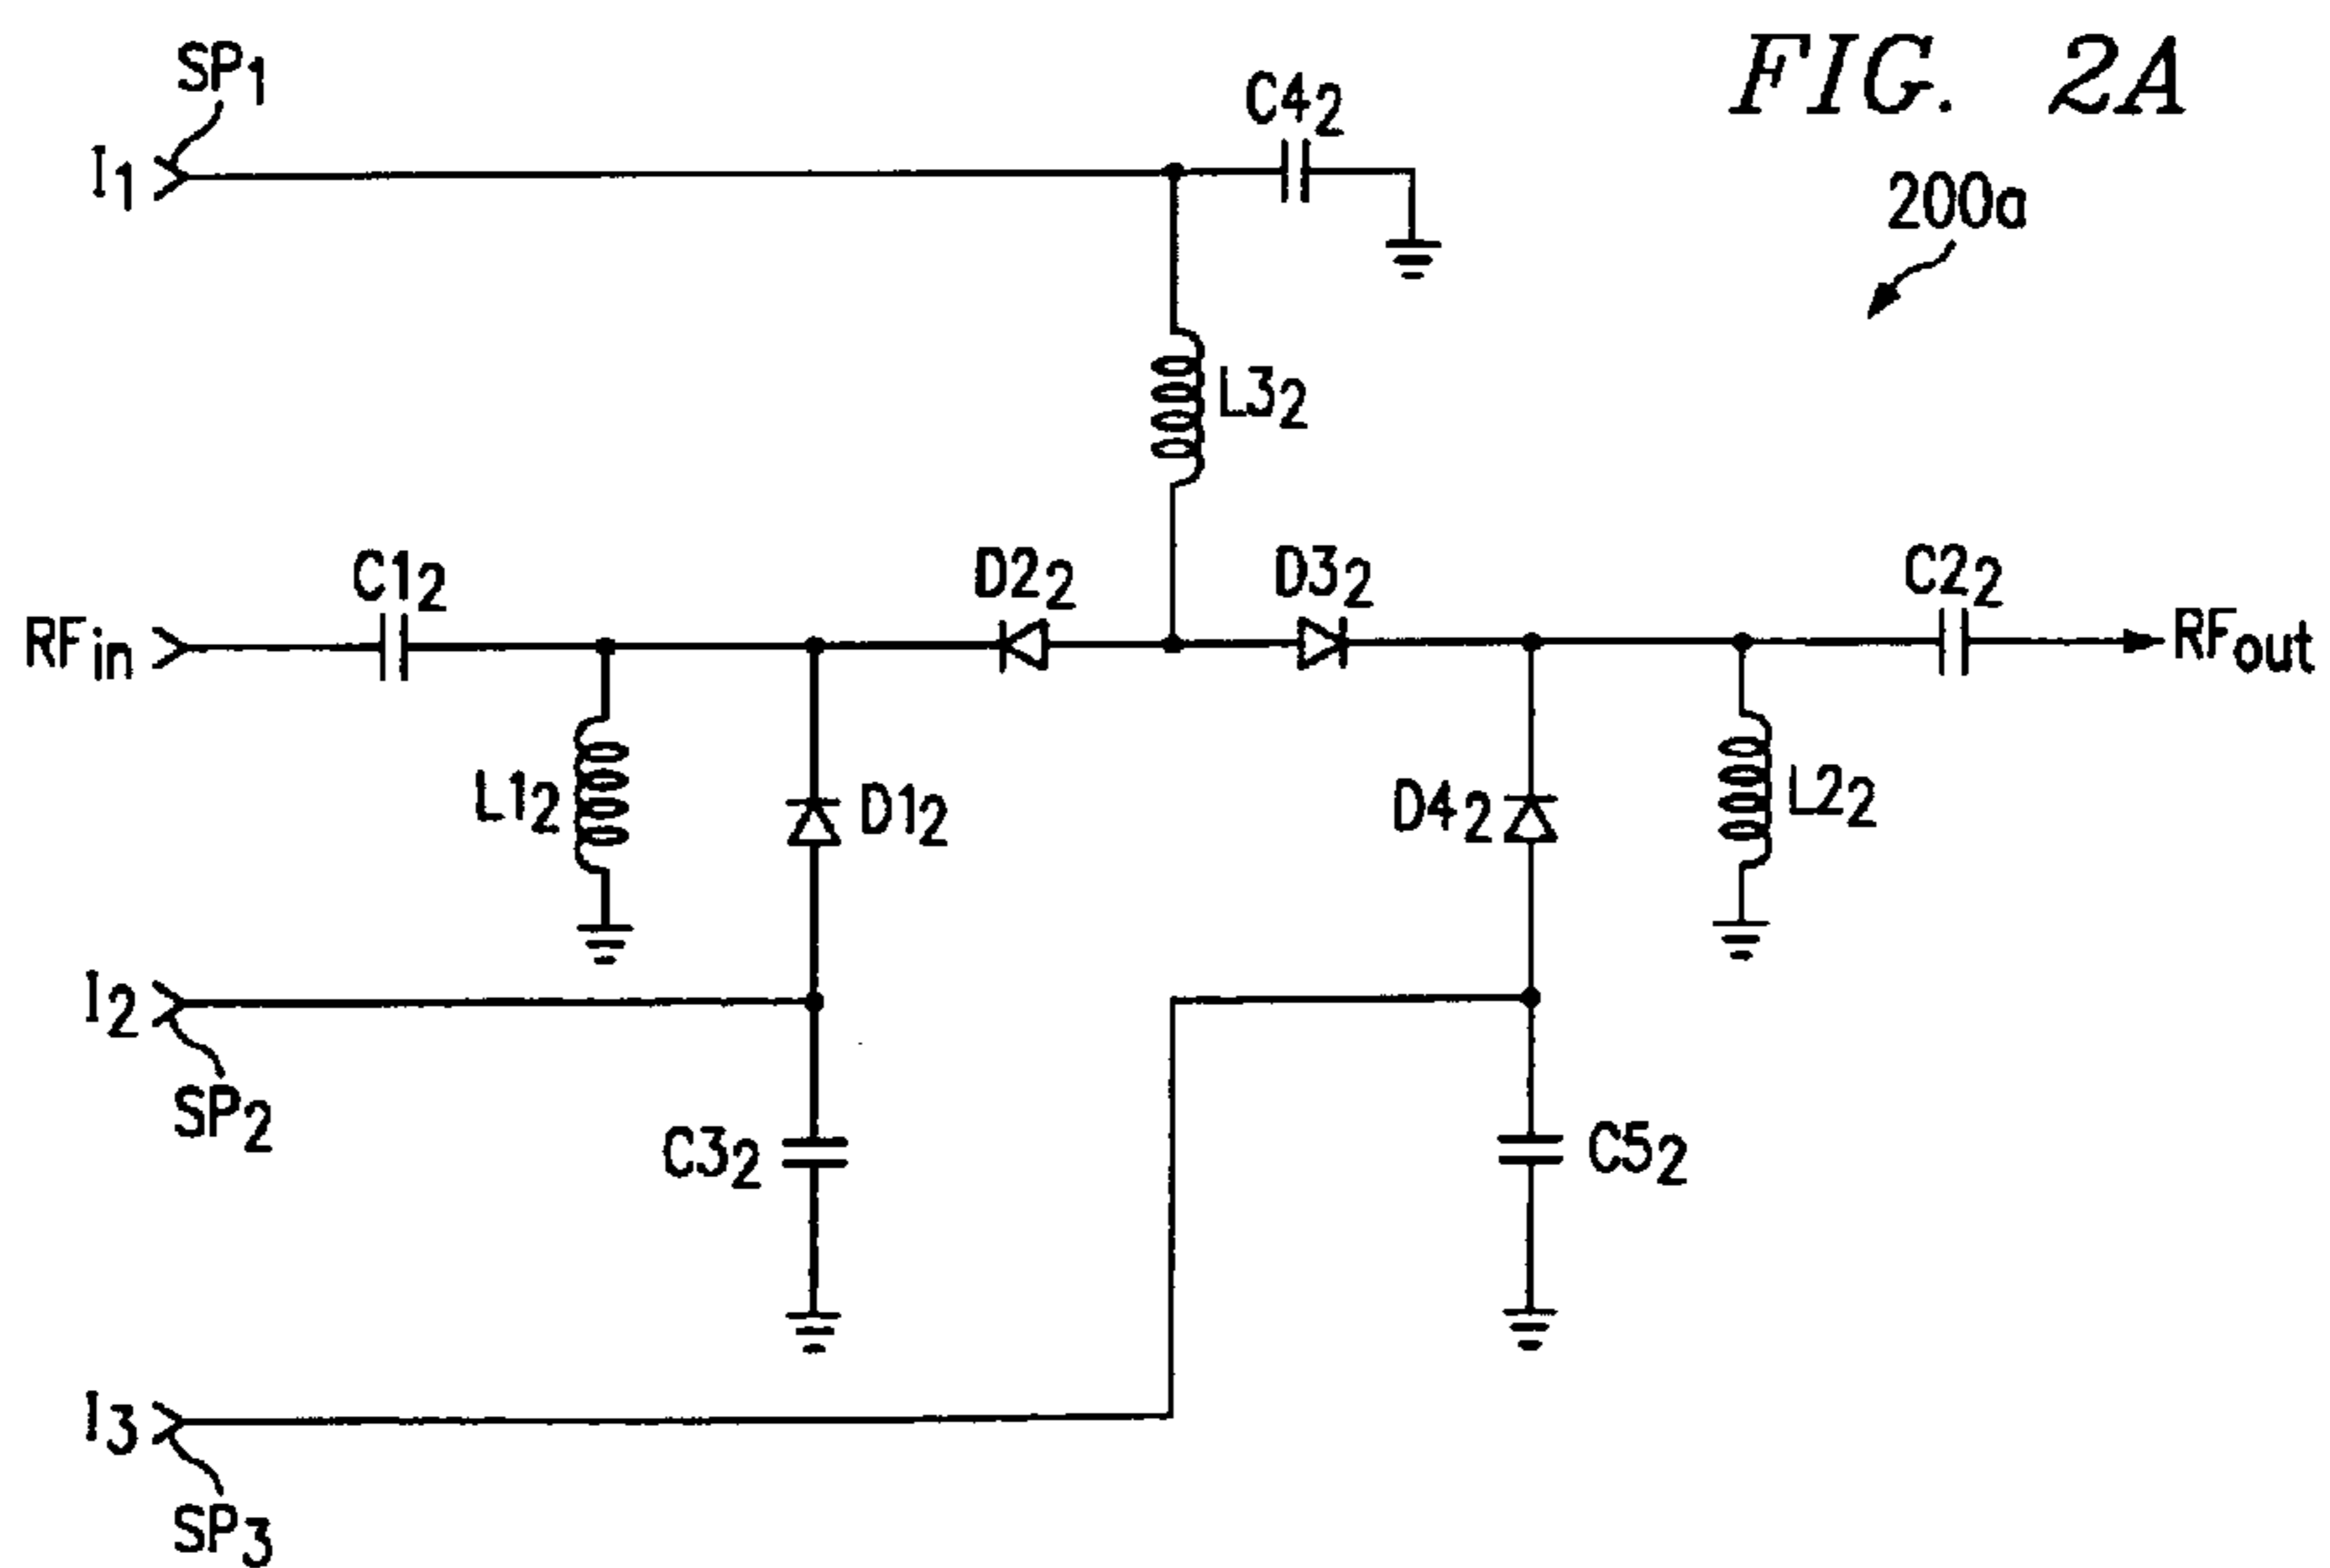 FIG. 2A
200a
SP1
I1
C42
L32
RFin
C12
D22
D32
C22
RFout
L12
D12
D42
L22
I2
SP2
C32
C52
I3
SP3